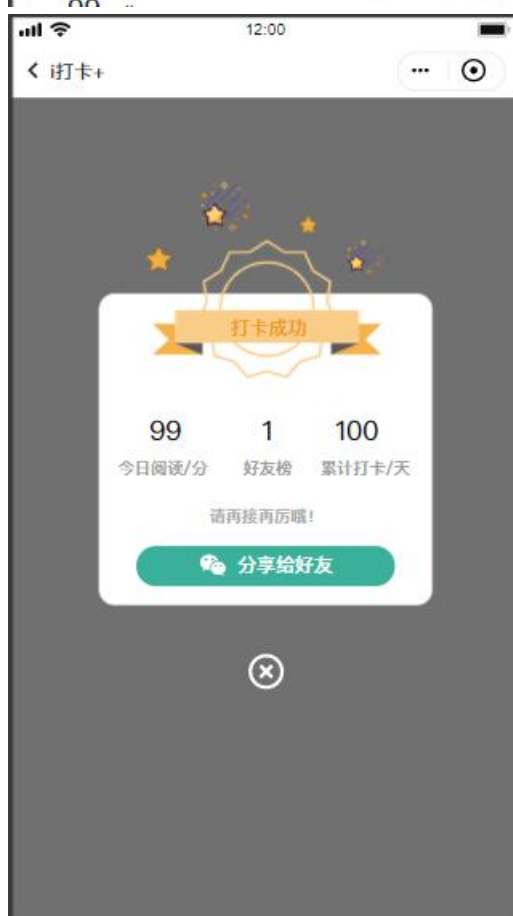 12:00
i打卡+
打卡成功
99 1 100
今日阅读/分 好友榜 累计打卡/天
请再接再厉哦！
分享给好友